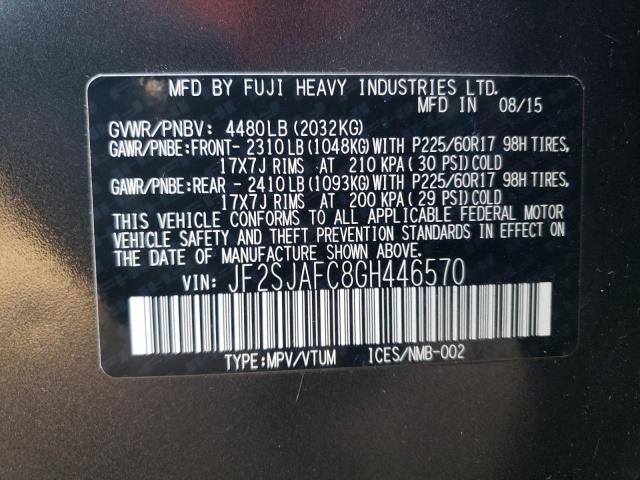 MFD BY FUJI HEAVY INDUSTRIES LTD.
MFD IN 08/15
GVWR/PNBV: 4480LB(2032KG)
GAWR/PNBE:FRONT- 2310LB(1048KG)WITH P225/60R17 98H TIRES,
17X7J RIMS AT 210 KPA( 30 PSI)COLD
GAWR/PNBE:REAR - 2410LB(1093KG)WITH P225/60R17 98H TIRES,
17X7J RIMS AT 200 KPA( 29 PSI)COLD
THIS VEHICLE CONFORMS TO ALL APPLICABLE FEDERAL MOTOR
VEHICLE SAFETY AND THEFT PREVENTION STANDARDS IN EFFECT ON
THE DATE OF MANUFACTURE SHOWN ABOVE.
VIN: JF2SJAFC8GH446570
TYPE:MPV/VTUM ICES/NMB-002